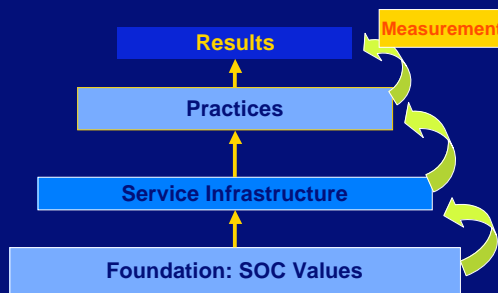 Results
Measurement
Practices
Service Infrastructure
Foundation: SOC Values